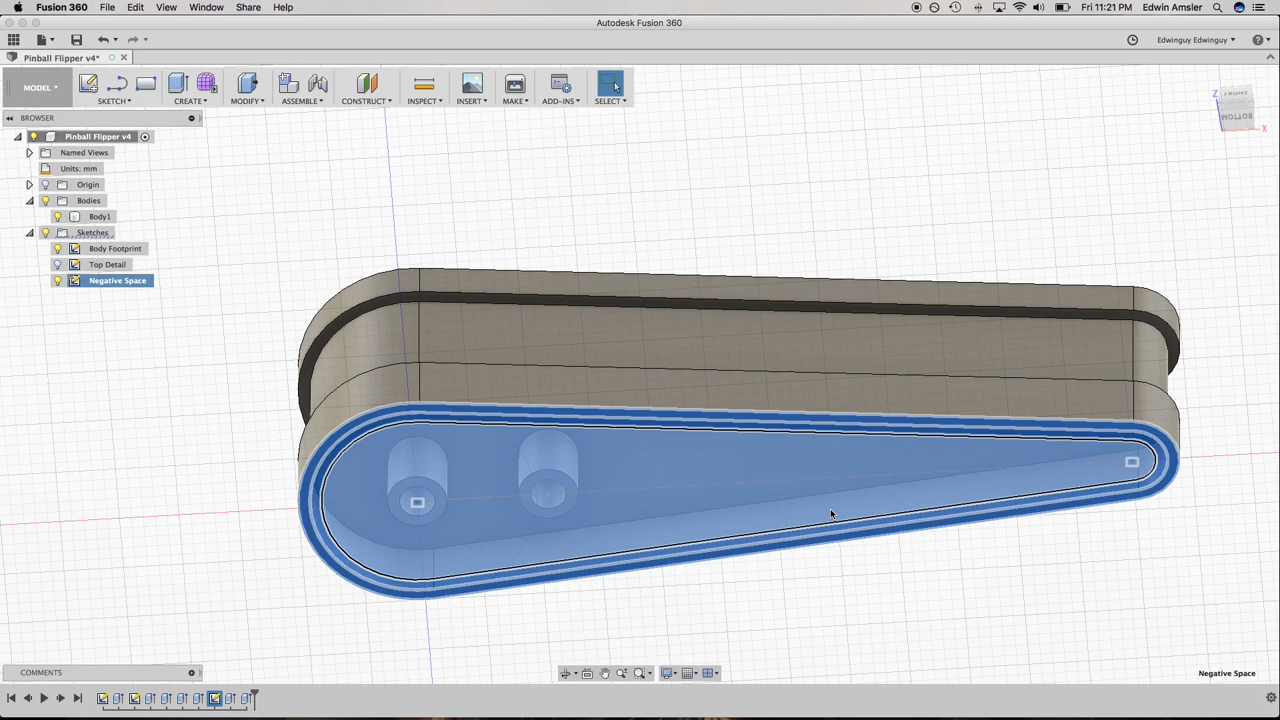 Fusion 360 File Edit View Window Share Help Fri 11:21 PM Edwin Amsler
Autodesk Fusion 360
Edwinguy Edwinguy
Pinball Flipper v4*
MODEL
SKETCH CREATE MODIFY ASSEMBLE CONSTRUCT INSPECT INSERT MAKE ADD-INS SELECT
BROWSER
Pinball Flipper v4
Named Views
Units: mm
Origin
Bodies
Body1
Sketches
Body Footprint
Top Detail
Negative Space
Z
FRONT
BOTTOM
X
COMMENTS
Negative Space